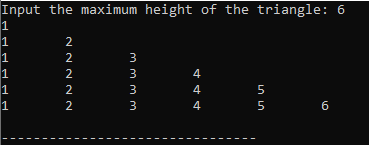 Input the maximum height of the triangle: 6
1
1 2
1 2 3
1 2 3 4
1 2 3 4 5
1 2 3 4 5 6
--------------------------------